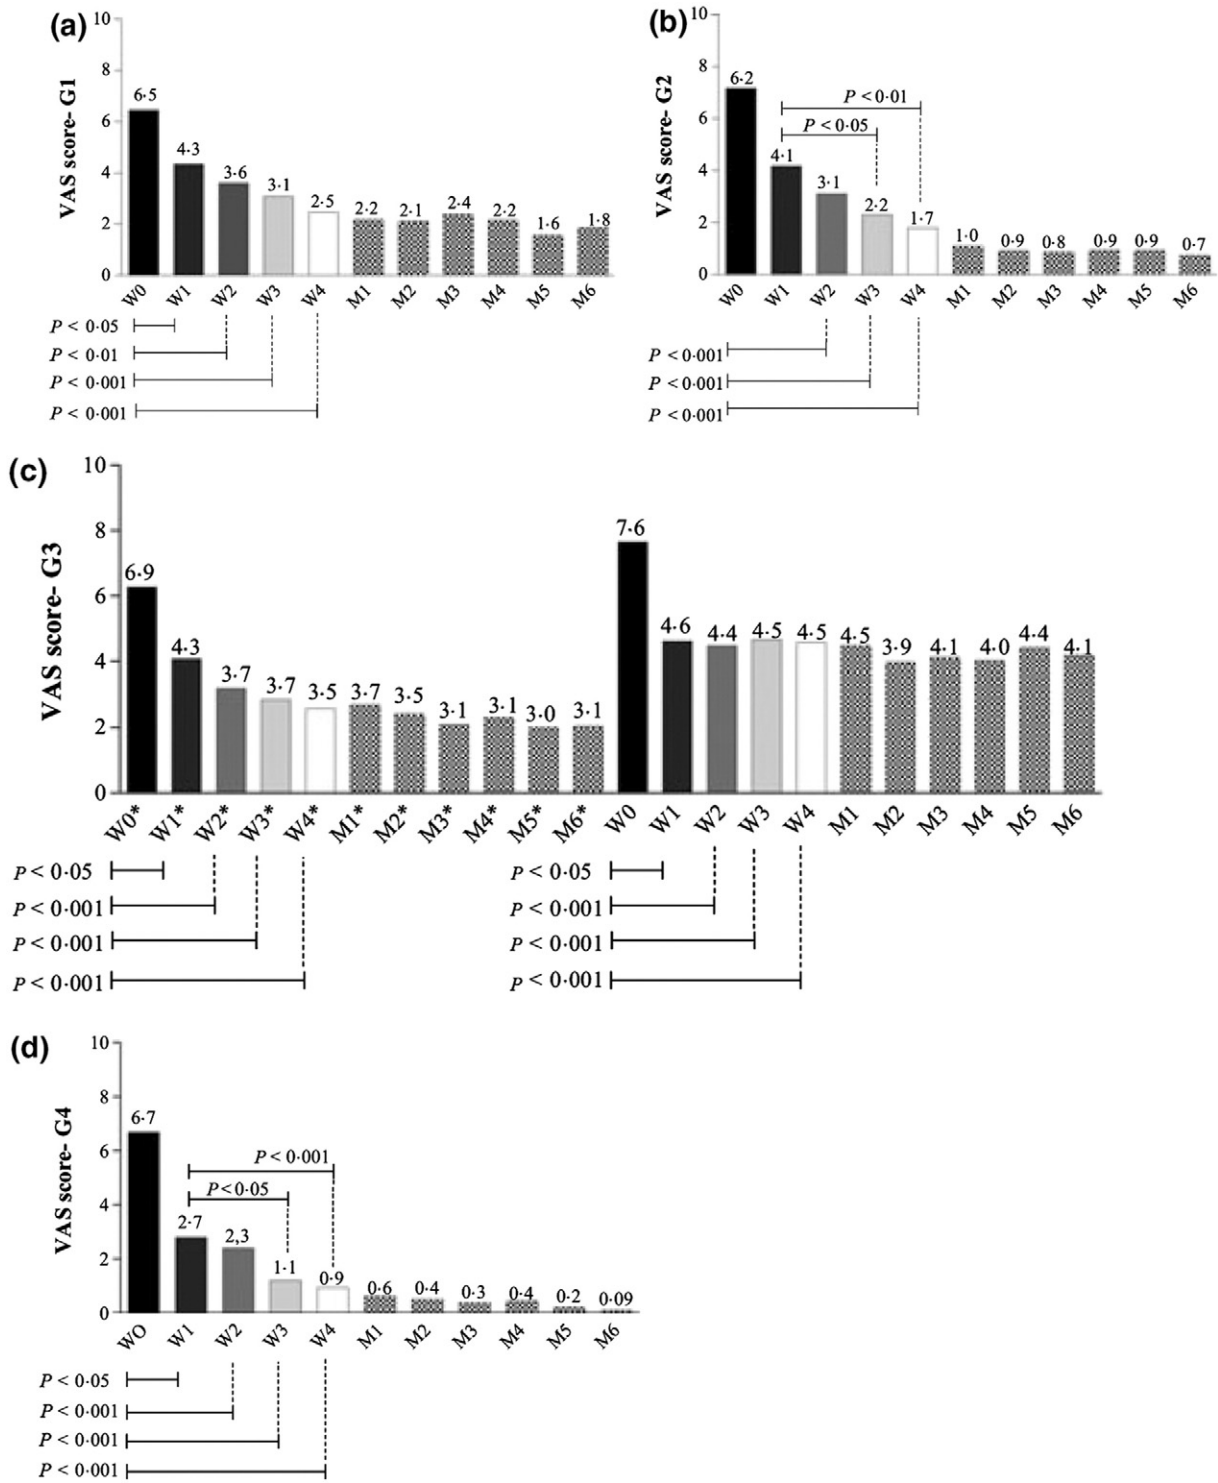 (a)
VAS score- G1
10
8
6
4
2
0
6·5
4·3
3·6
3·1
2·5
2·2
2·1
2·4
2·2
1·6
1·8
W0 W1 W2 W3 W4 M1 M2 M3 M4 M5 M6
P < 0·05
P < 0·01
P < 0·001
P < 0·001
(b)
VAS score- G2
10
8
6
4
2
0
6·2
4·1
3·1
2·2
1·7
1·0
0·9
0·8
0·9
0·9
0·7
P < 0·01
P < 0·05
W0 W1 W2 W3 W4 M1 M2 M3 M4 M5 M6
P < 0·001
P < 0·001
P < 0·001
(c)
VAS score- G3
10
8
6
4
2
0
6·9
4·3
3·7
3·7
3·5
3·7
3·5
3·1
3·1
3·0
3·1
7·6
4·6
4·4
4·5
4·5
4·5
3·9
4·1
4·0
4·4
4·1
W0* W1* W2* W3* W4* M1* M2* M3* M4* M5* M6* W0 W1 W2 W3 W4 M1 M2 M3 M4 M5 M6
P < 0·05
P < 0·001
P < 0·001
P < 0·001
P < 0·05
P < 0·001
P < 0·001
P < 0·001
(d)
VAS score- G4
10
8
6
4
2
0
6·7
2·7
2,3
1·1
0·9
0·6
0·4
0·3
0·4
0·2
0·09
P < 0·001
P < 0·05
WO W1 W2 W3 W4 M1 M2 M3 M4 M5 M6
P < 0·05
P < 0·001
P < 0·001
P < 0·001